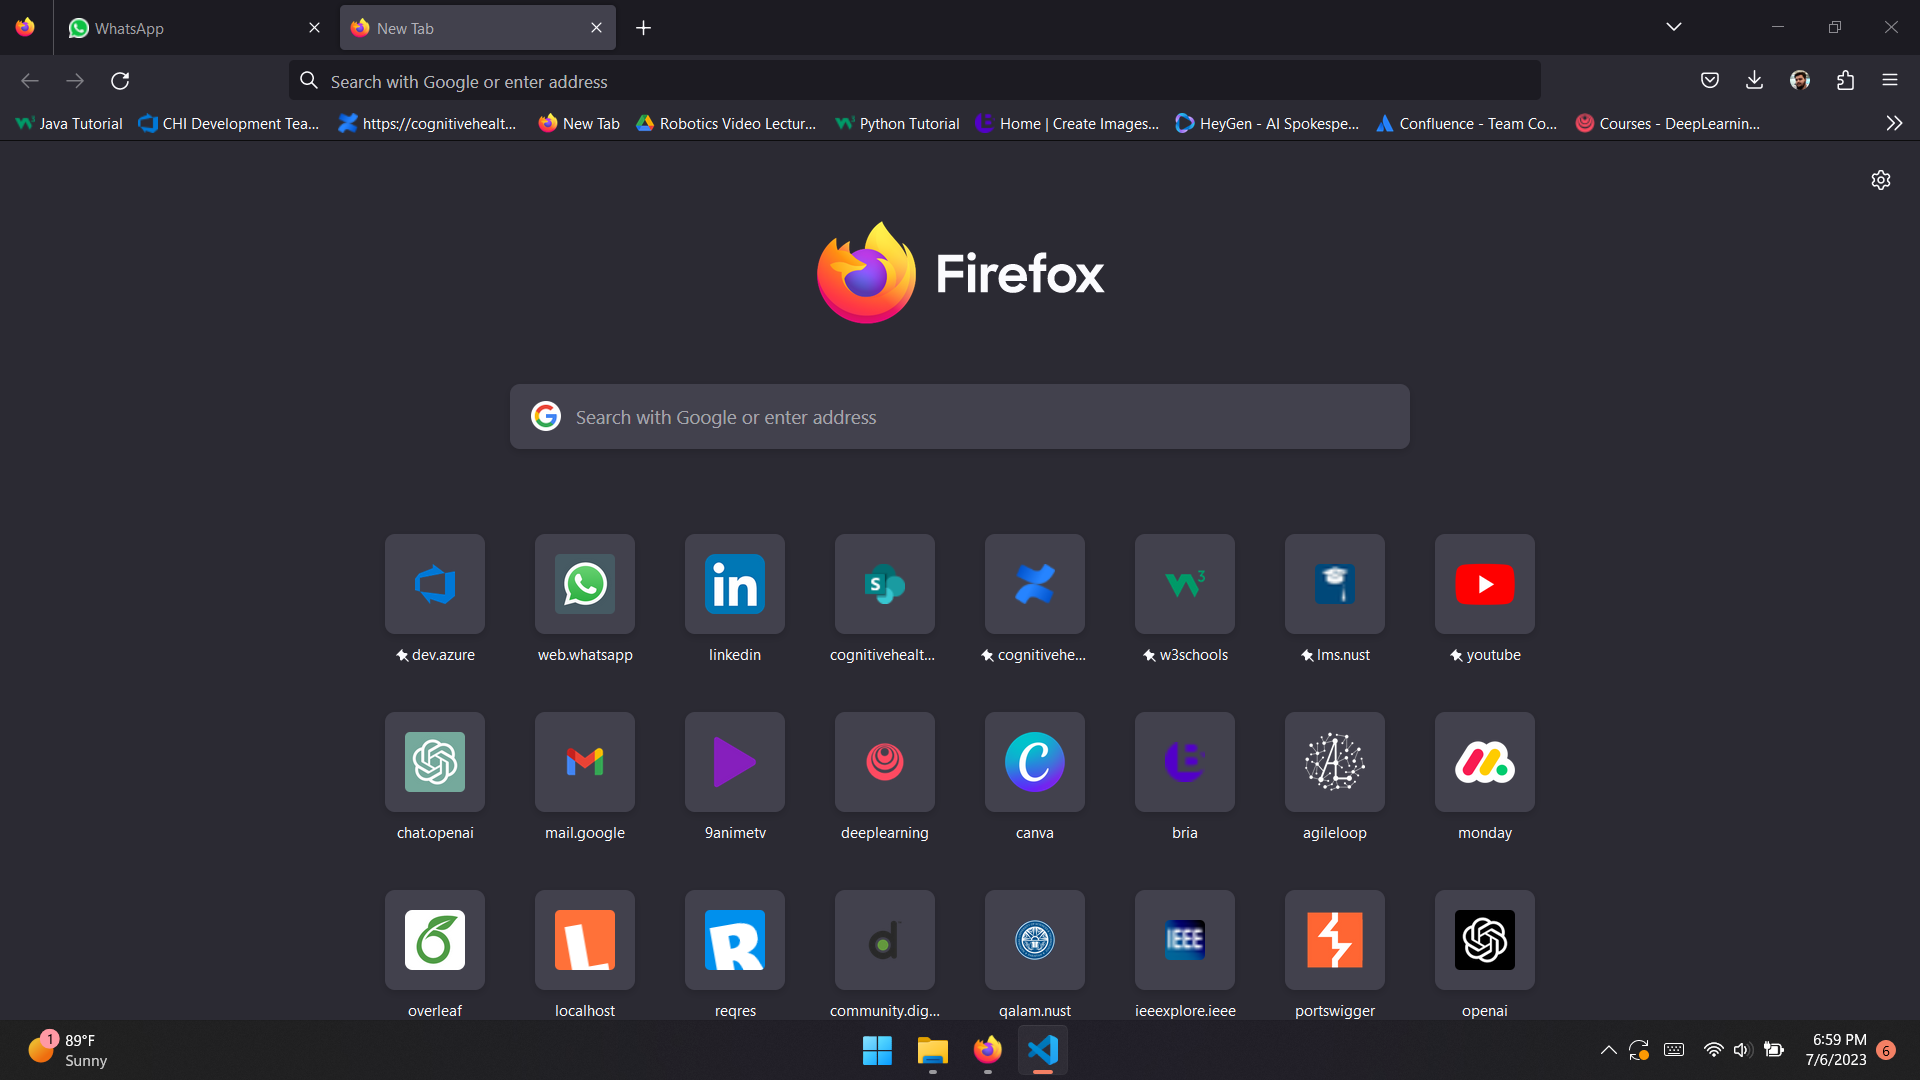 WhatsApp
New Tab
Search with Google or enter address
Java Tutorial
CHI Development Tea...
https://cognitivehealt...
New Tab
Robotics Video Lectur...
Python Tutorial
Home | Create Images...
HeyGen - AI Spokespe...
Confluence - Team Co...
Courses - DeepLearnin...
Firefox
Search with Google or enter address
dev.azure
web.whatsapp
linkedin
cognitivehealt...
cognitivehe...
w3schools
lms.nust
youtube
chat.openai
mail.google
9animetv
deeplearning
canva
bria
agileloop
monday
IEEE
overleaf
localhost
reqres
community.dig...
qalam.nust
ieeexplore.ieee
portswigger
openai
1
89°F
Sunny
6:59 PM
7/6/2023
6